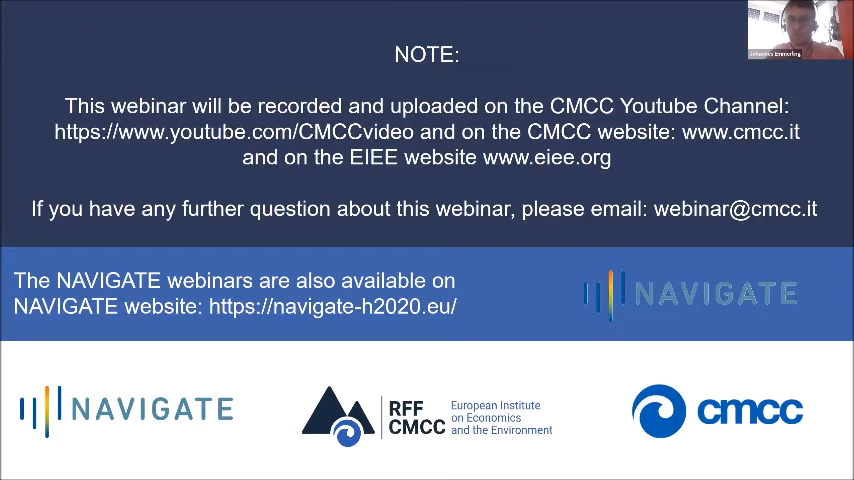 Johannes Emmerling
NOTE:
This webinar will be recorded and uploaded on the CMCC Youtube Channel:
https://www.youtube.com/CMCCvideo and on the CMCC website: www.cmcc.it
and on the EIEE website www.eiee.org
If you have any further question about this webinar, please email: webinar@cmcc.it
The NAVIGATE webinars are also available on
NAVIGATE website: https://navigate-h2020.eu/
NAVIGATE
NAVIGATE
RFF
CMCC
European Institute
on Economics
and the Environment
cmcc